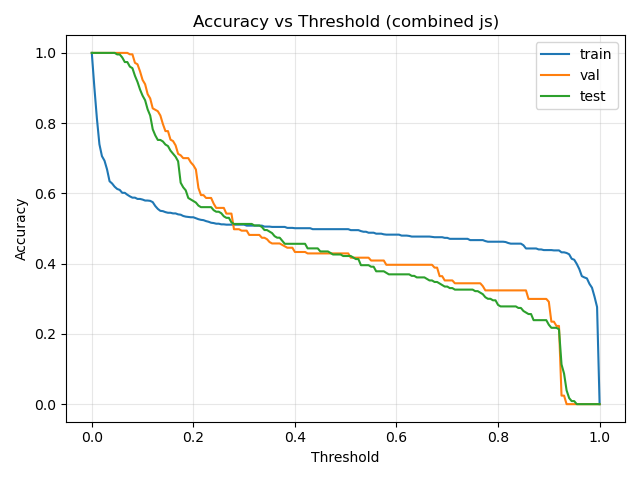 Accuracy vs Threshold (combined js)
train
val
test
Accuracy
1.0
0.8
0.6
0.4
0.2
0.0
0.0 0.2 0.4 0.6 0.8 1.0
Threshold